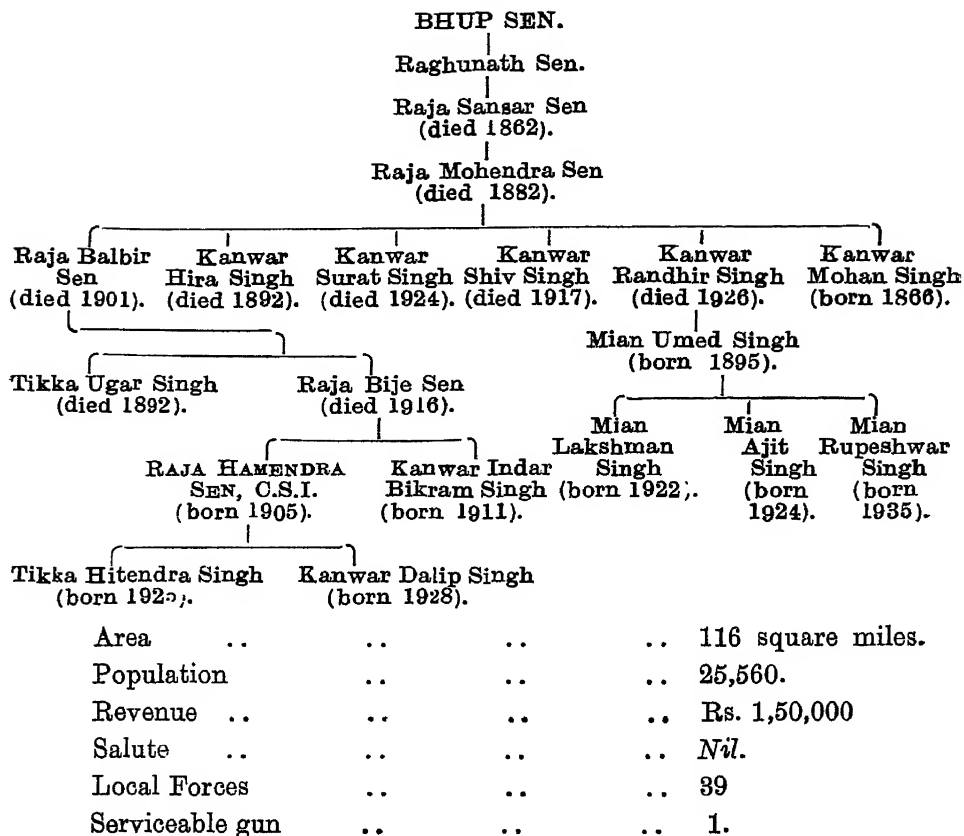 BHUP SEN.
Raghunath Sen.
Raja Sansar Sen
(died 1862).
Raja Mohendra Sen
(died 1882).
Raja Balbir
Sen
(died 1901).
Kanwar
Hira Singh
(died 1892).
Kanwar
Surat Singh
(died 1924).
Kanwar
Shiv Singh
(died 1917).
Kanwar
Randhir Singh
(died 1926).
Kanwar
Mohan Singh
(born 1866).
Mian Umed Singh
(born 1895).
Tikka Ugar Singh
(died 1892).
Raja Bije Sen
(died 1916).
Mian
Lakshman
Singh
(born 1922).
Mian
Ajit
Singh
(born
1924).
Mian
Rupeshwar
Singh
(born
1935).
RAJA HAMENDRA
SEN, C.S.I.
(born 1905).
Kanwar Indar
Bikram Singh
(born 1911).
Tikka Hitendra Singh
(born
Kanwar Dalip Singh
(born 1928).
Area .. .. .. .. 116 square miles.
Population .. .. .. 25,560.
Revenue .. .. .. .. Rs. 1,50,000
Salute .. .. .. .. Nil.
Local Forces .. .. .. 39
Serviceable gun .. .. .. 1.